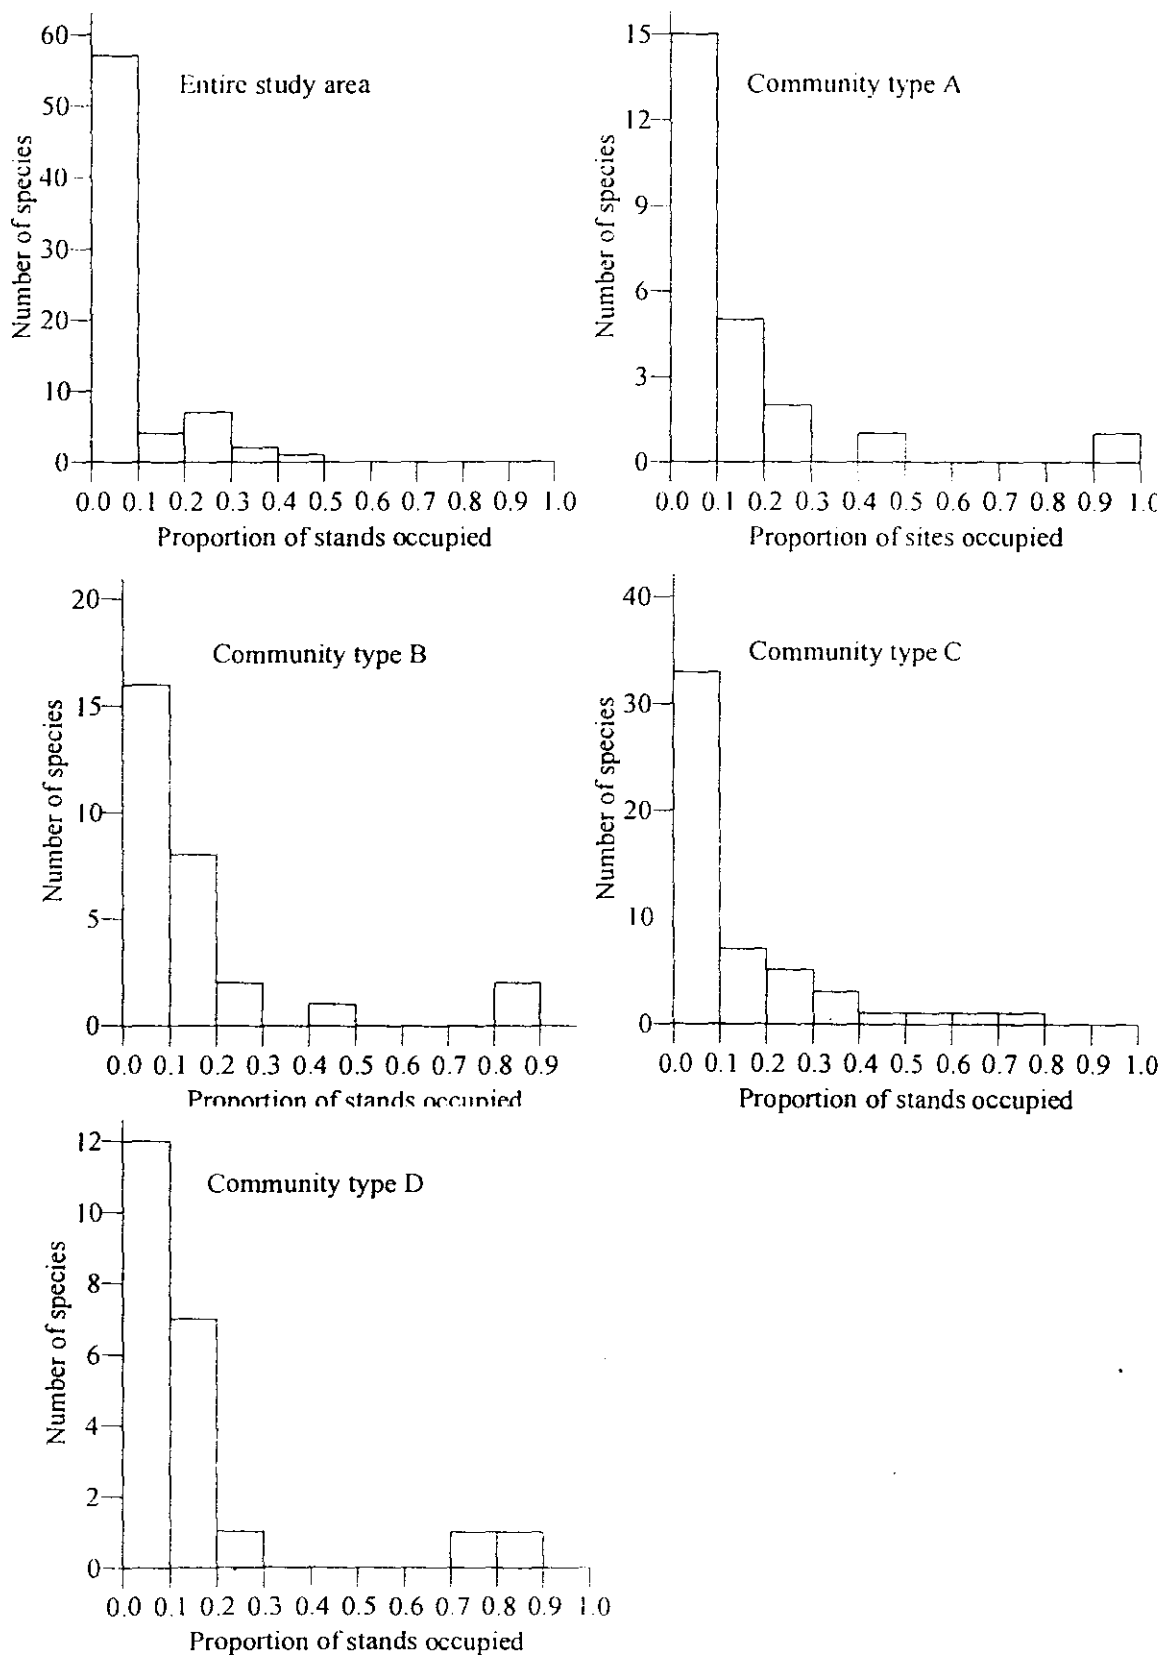 Entire study area
Number of species
60
50
40
30
20
10
0
0.0 0.1 0.2 0.3 0.4 0.5 0.6 0.7 0.8 0.9 1.0
Proportion of stands occupied
Community type A
Number of species
15
12
9
6
3
0
0.0 0.1 0.2 0.3 0.4 0.5 0.6 0.7 0.8 0.9 1.0
Proportion of sites occupied
Community type B
Number of species
20
15
10
5
0
0.0 0.1 0.2 0.3 0.4 0.5 0.6 0.7 0.8 0.9
Proportion of stands occupied
Community type C
Number of species
40
30
20
10
0
0.0 0.1 0.2 0.3 0.4 0.5 0.6 0.7 0.8 0.9 1.0
Proportion of stands occupied
Community type D
Number of species
12
10
8
6
4
2
0
0.0 0.1 0.2 0.3 0.4 0.5 0.6 0.7 0.8 0.9 1.0
Proportion of stands occupied